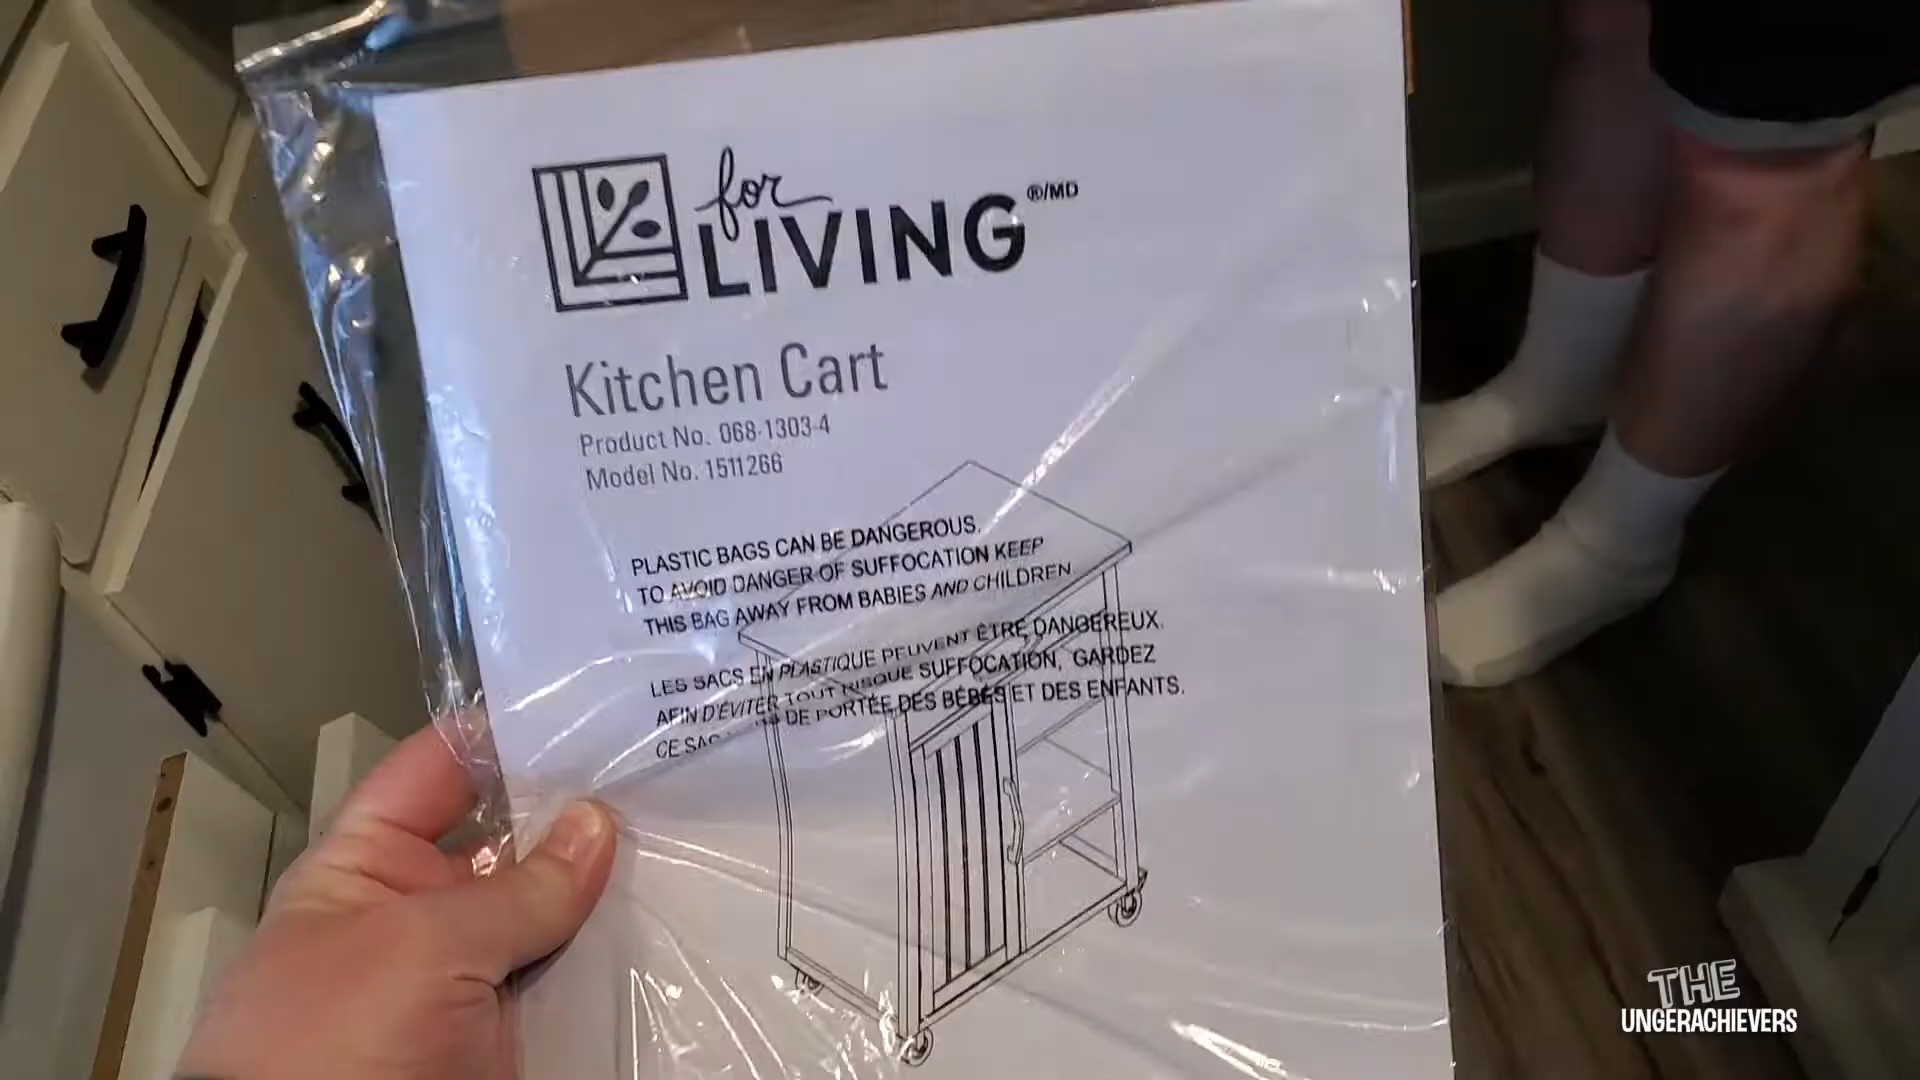 for
LIVING®/MD
Kitchen Cart
Product No. 068-1303-4
Model No. 1511266
PLASTIC BAGS CAN BE DANGEROUS.
TO AVOID DANGER OF SUFFOCATION KEEP
THIS BAG AWAY FROM BABIES AND CHILDREN.
LES SACS EN PLASTIQUE PEUVENT ÊTRE DANGEREUX.
AFIN D'ÉVITER TOUT RISQUE SUFFOCATION, GARDEZ
CE SAC DE PORTÉE DES BÉBÉS ET DES ENFANTS.
THE
UNGERACHIEVERS